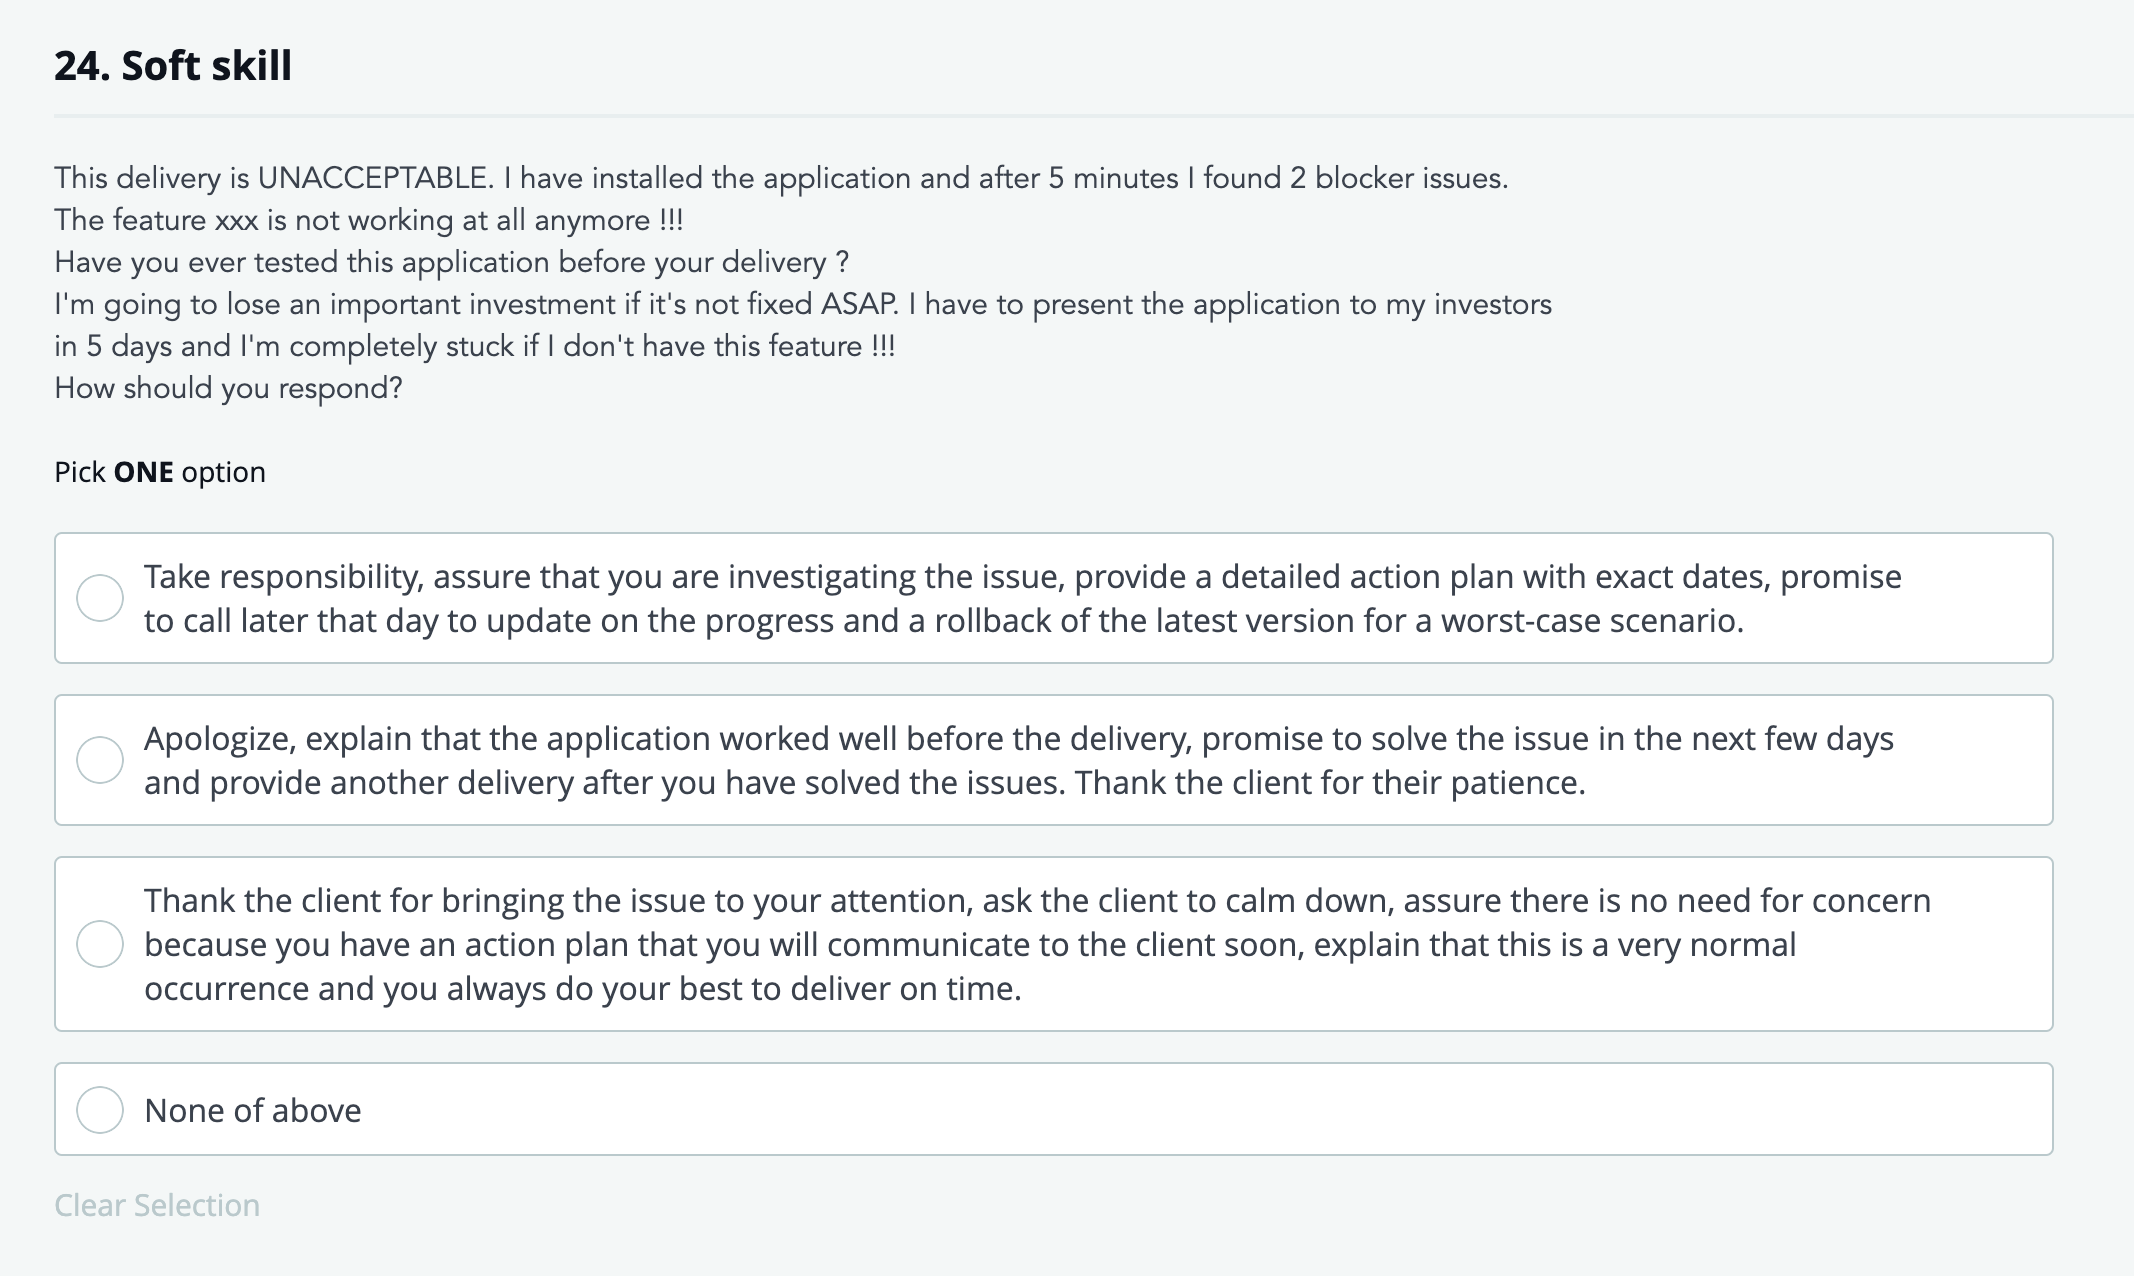 24. Soft skill
This delivery is UNACCEPTABLE. I have installed the application and after 5 minutes I found 2 blocker issues.
The feature xxx is not working at all anymore !!!
Have you ever tested this application before your delivery ?
I'm going to lose an important investment if it's not fixed ASAP. I have to present the application to my investors
in 5 days and I'm completely stuck if I don't have this feature !!!
How should you respond?
Pick ONE option
Take responsibility, assure that you are investigating the issue, provide a detailed action plan with exact dates, promise
to call later that day to update on the progress and a rollback of the latest version for a worst-case scenario.
Apologize, explain that the application worked well before the delivery, promise to solve the issue in the next few days
and provide another delivery after you have solved the issues. Thank the client for their patience.
Thank the client for bringing the issue to your attention, ask the client to calm down, assure there is no need for concern
because you have an action plan that you will communicate to the client soon, explain that this is a very normal
occurrence and you always do your best to deliver on time.
None of above
Clear Selection